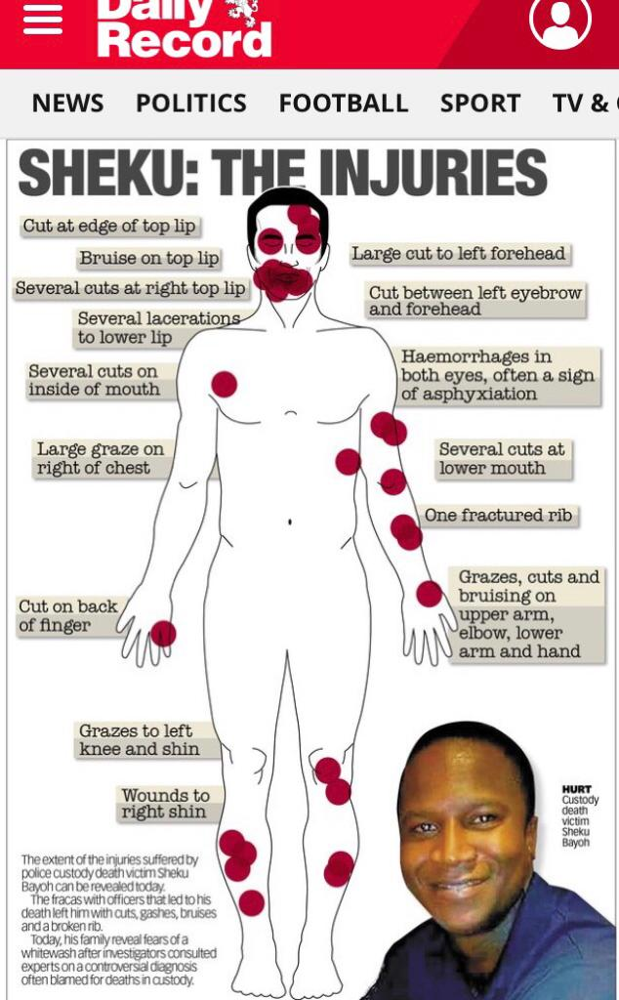 Daily
Record
NEWS POLITICS FOOTBALL SPORT TV &
SHEKU: THE INJURIES
Cut at edge of top lip
Bruise on top lip
Several cuts at right top lip
Several lacerations
to lower lip
Several cuts on
inside of mouth
Large graze on
right of chest
Cut on back
of finger
Grazes to left
knee and shin
Wounds to
right shin
Large cut to left forehead
Cut between left eyebrow
and forehead
Haemorrhages in
both eyes, often a sign
of asphyxiation
Several cuts at
lower mouth
One fractured rib
Grazes, cuts and
bruising on
upper arm,
elbow, lower
arm and hand
The extent of the injuries suffered by
police custody death victim Sheku
Bayoh can be revealed today.
The fracas with officers that led to his
death left him with cuts, gashes, bruises
and a broken rib.
Today, his family reveal fears of a
whitewash after investigators consulted
experts on a controversial diagnosis
often blamed for deaths in custody.
HURT
Custody
death
victim
Sheku
Bayoh